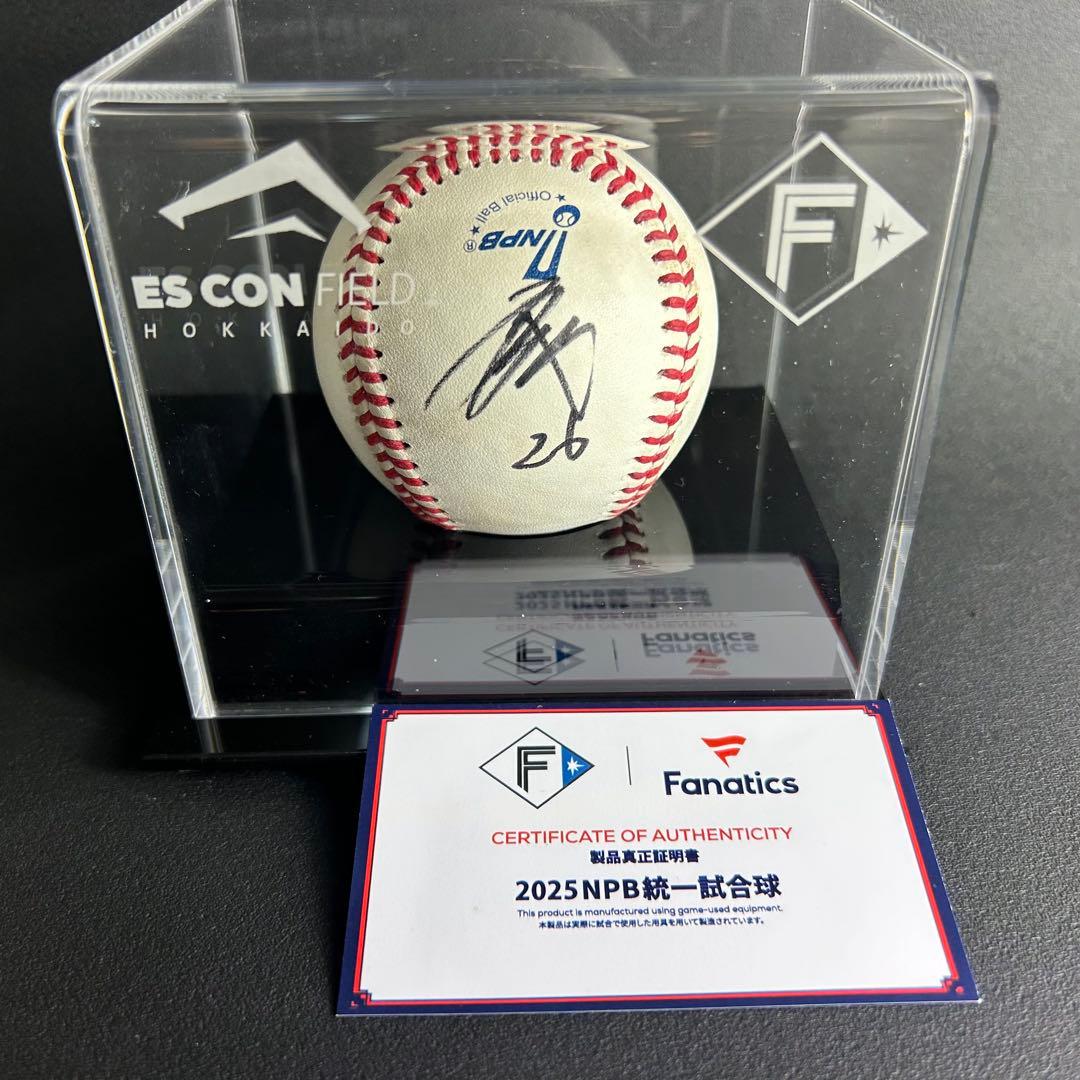 ★ Official Ball ★
NPB®
26
ES CON FIELD
HOKKAIDO
F
F
Fanatics
CERTIFICATE OF AUTHENTICITY
製品真正証明書
2025NPB統一試合球
This product is manufactured using game-used equipment.
本製品は実際に試合で使用した用具を用いて製造されています。